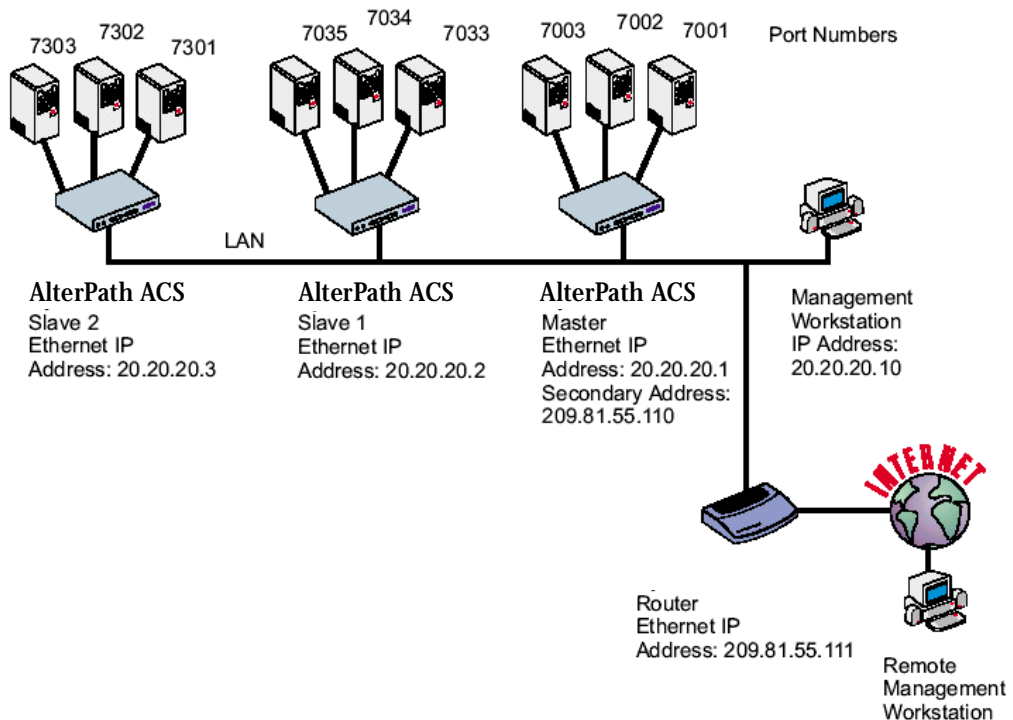 7303 7302 7301 7035 7034 7033 7003 7002 7001 Port Numbers
LAN
AlterPath ACS
Slave 2
Ethernet IP
Address: 20.20.20.3
AlterPath ACS
Slave 1
Ethernet IP
Address: 20.20.20.2
AlterPath ACS
Master
Ethernet IP
Address: 20.20.20.1
Secondary Address:
209.81.55.110
Management
Workstation
IP Address:
20.20.20.10
INTERNET
Router
Ethernet IP
Address: 209.81.55.111
Remote
Management
Workstation